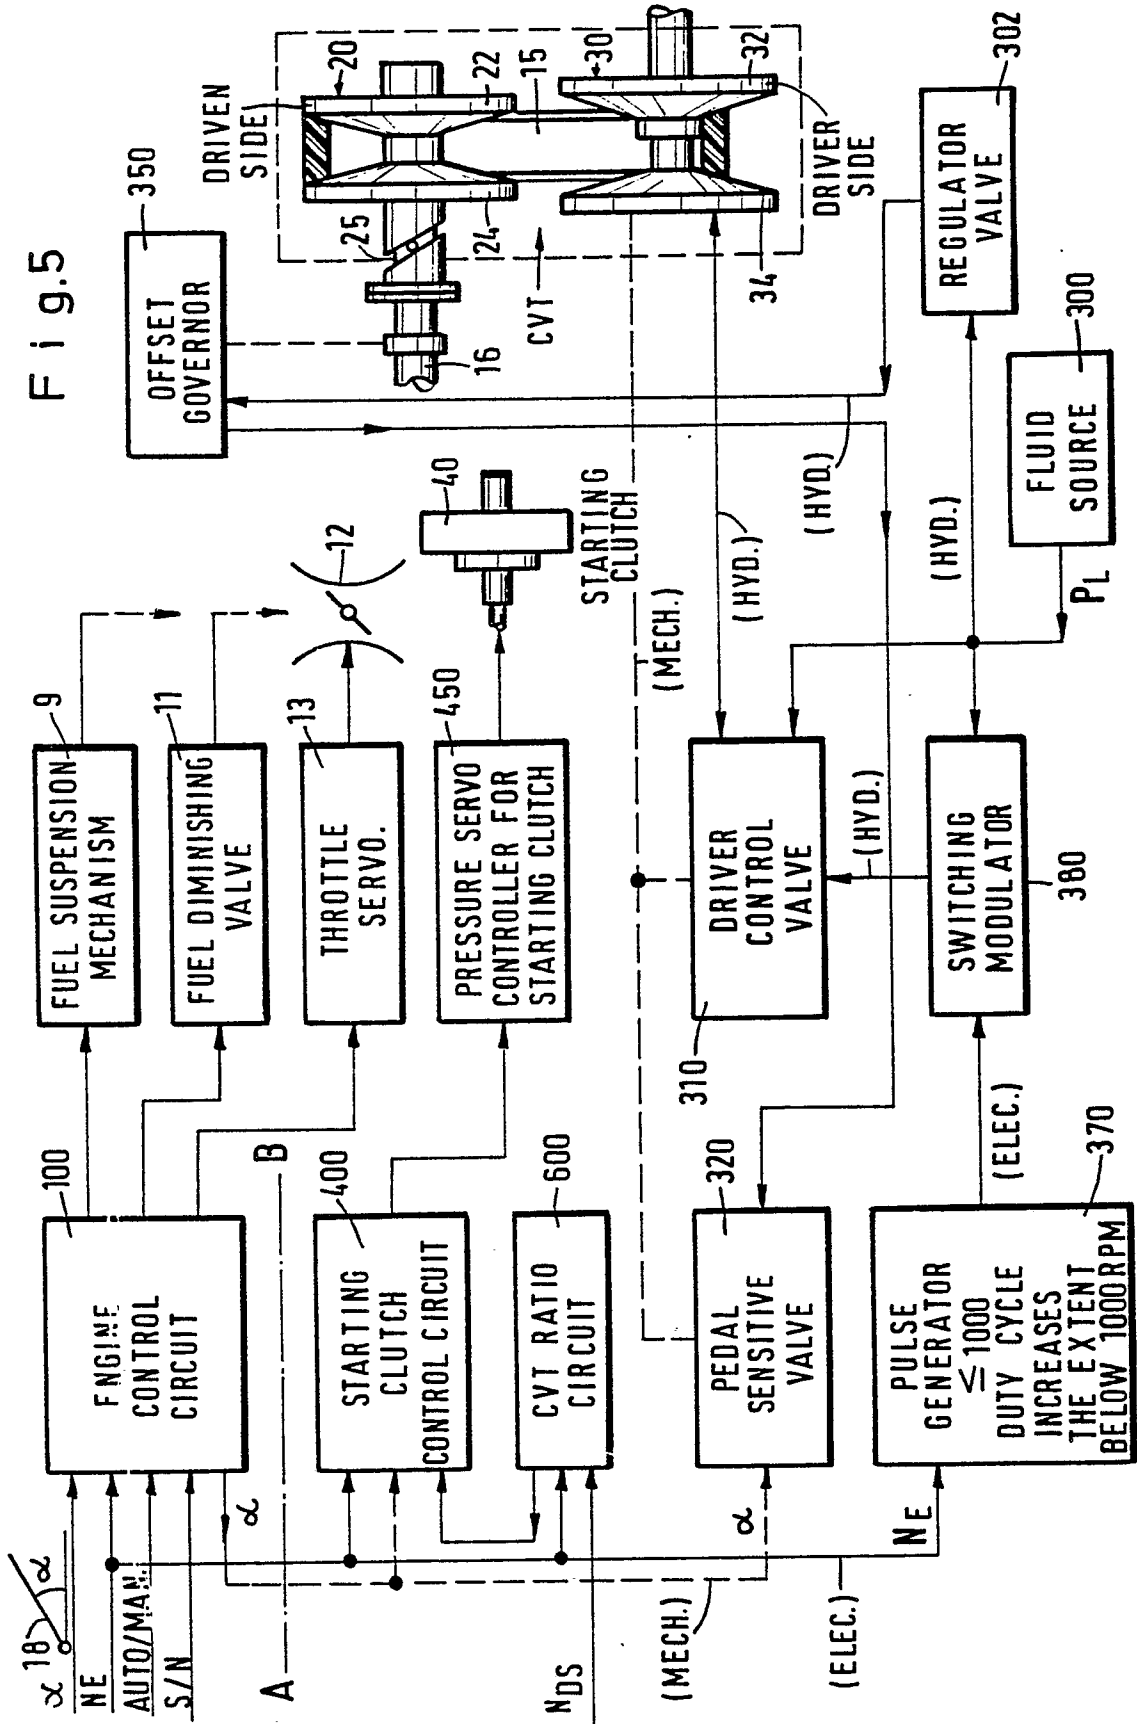 Fig.5
α 18
α
NE
AUTO/MAN
S/N
100
FNGINE
CONTROL
CIRCUIT
α
9
FUEL SUSPENSION
MECHANISM
11
FUEL DIMINISHING
VALVE
13
THROTTLE
SERVO.
12
450
PRESSURE SERVO
CONTROLLER FOR
STARTING CLUTCH
40
STARTING
CLUTCH
A
B
400
STARTING
CLUTCH
CONTROL CIRCUIT
600
CVT RATIO
CIRCUIT
NDS
350
OFFSET
GOVERNOR
DRIVEN
SIDE
20
22
24
25
16
CVT
15
30
32
34
DRIVER
SIDE
(MECH.)
(HYD.)
(HYD.)
320
PEDAL
SENSITIVE
VALVE
α
(MECH.)
(ELEC.)
310
DRIVER
CONTROL
VALVE
(HYD.)
(HYD.)
302
REGULATOR
VALVE
300
FLUID
SOURCE
PL
380
SWITCHING
MODULATOR
(ELEC.)
370
PULSE
GENERATOR
≤1000
DUTY CYCLE
INCREASES
THE EXTENT
BELOW 1000RPM
NE